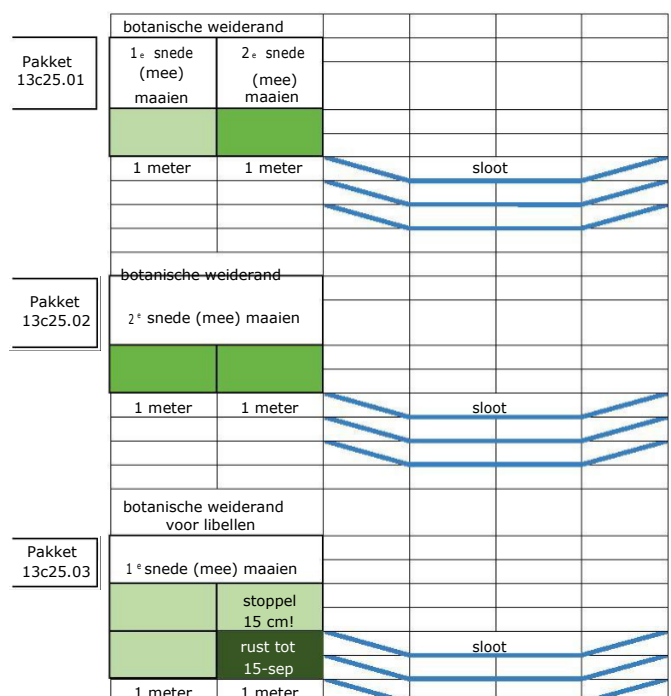 botanische weiderand
Pakket
13c25.01
1e snede
(mee)
maaien
2e snede
(mee)
maaien
1 meter
1 meter
sloot
botanische weiderand
Pakket
13c25.02
2e snede (mee) maaien
1 meter
1 meter
sloot
botanische weiderand
voor libellen
Pakket
13c25.03
1e snede (mee) maaien
stoppel
15 cm!
rust tot
15-sep
sloot
1 meter
1 meter